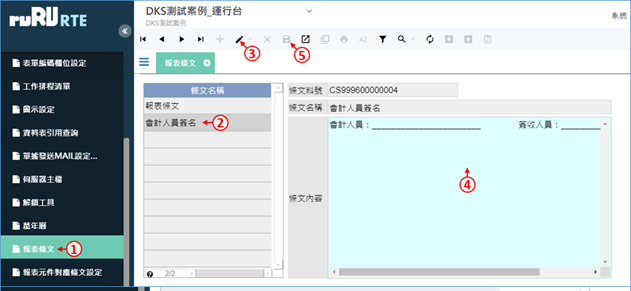 ruRU RTE
DKS測試案例_運行台
DKS測試案例
系統
表單編碼欄位設定
工作排程清單
圖示設定
資料表引用查詢
單據發送MAIL設定...
伺服器主檔
解鎖工具
萬年曆
報表條文 ①
報表元件對應條文設定
③ ⑤
報表條文
條文名稱
報表條文
會計人員簽名 ②
2/2
條文科號 CS999600000004
條文名稱 會計人員簽名
條文內容
會計人員：____________________ 簽收人員：________
④